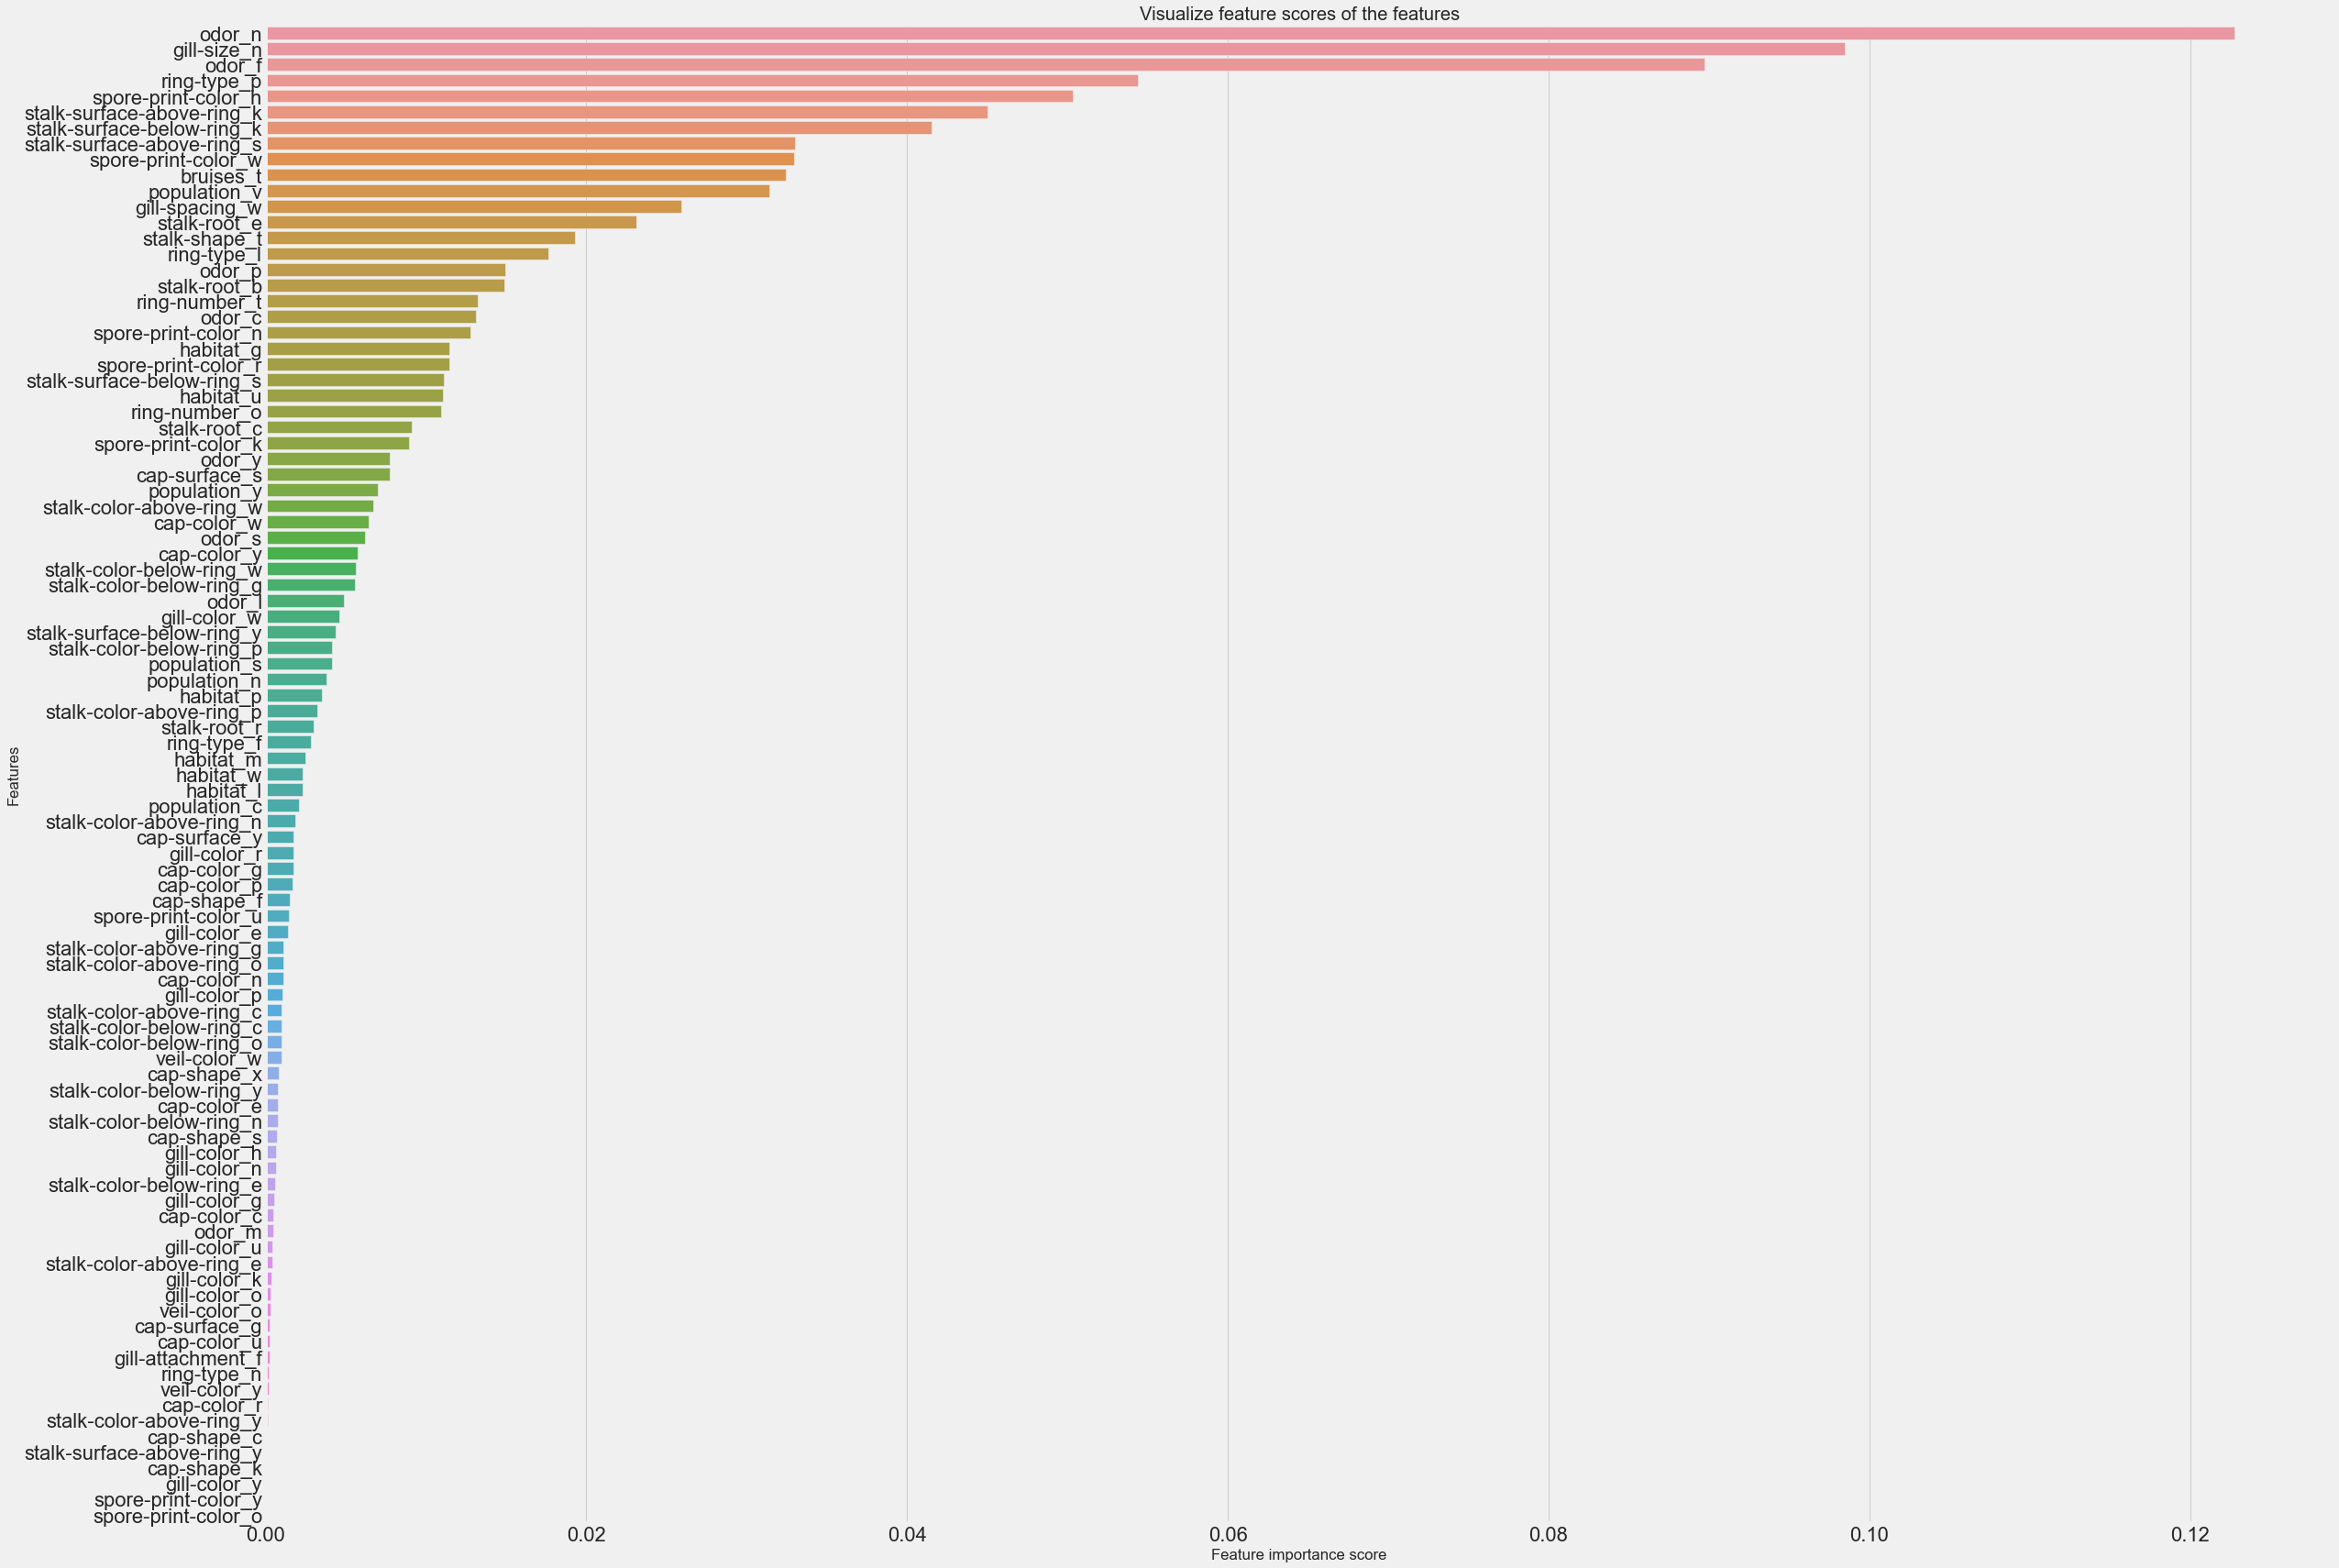 Visualize feature scores of the features
odor_n
gill-size_n
odor_f
ring-type_p
spore-print-color_h
stalk-surface-above-ring_k
stalk-surface-below-ring_k
stalk-surface-above-ring_s
spore-print-color_w
bruises_t
population_v
gill-spacing_w
stalk-root_e
stalk-shape_t
ring-type_l
odor_p
stalk-root_b
ring-number_t
odor_c
spore-print-color_n
habitat_g
spore-print-color_r
stalk-surface-below-ring_s
habitat_u
ring-number_o
stalk-root_c
spore-print-color_k
odor_y
cap-surface_s
population_y
stalk-color-above-ring_w
cap-color_w
odor_s
cap-color_y
stalk-color-below-ring_w
stalk-color-below-ring_g
odor_l
gill-color_w
stalk-surface-below-ring_y
stalk-color-below-ring_p
population_s
population_n
habitat_p
stalk-color-above-ring_p
stalk-root_r
ring-type_f
habitat_m
habitat_w
habitat_l
population_c
stalk-color-above-ring_n
cap-surface_y
gill-color_r
cap-color_g
cap-color_p
cap-shape_f
spore-print-color_u
gill-color_e
stalk-color-above-ring_g
stalk-color-above-ring_o
cap-color_n
gill-color_p
stalk-color-above-ring_c
stalk-color-below-ring_c
stalk-color-below-ring_o
veil-color_w
cap-shape_x
stalk-color-below-ring_y
cap-color_e
stalk-color-below-ring_n
cap-shape_s
gill-color_h
gill-color_n
stalk-color-below-ring_e
gill-color_g
cap-color_c
odor_m
gill-color_u
stalk-color-above-ring_e
gill-color_k
gill-color_o
veil-color_o
cap-surface_g
cap-color_u
gill-attachment_f
ring-type_n
veil-color_y
cap-color_r
stalk-color-above-ring_y
cap-shape_c
stalk-surface-above-ring_y
cap-shape_k
gill-color_y
spore-print-color_y
spore-print-color_o
Features
0.00 0.02 0.04 0.06 0.08 0.10 0.12
Feature importance score